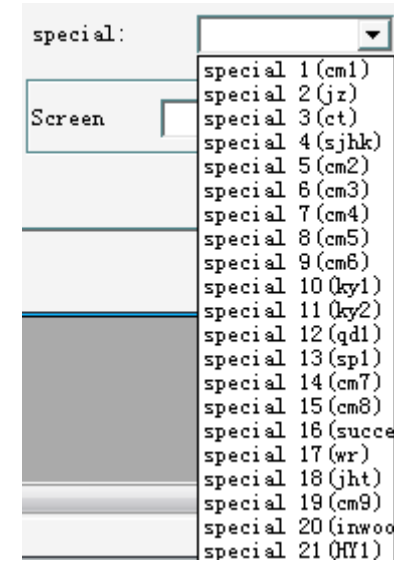 special:
special 1(cm1)
special 2(jz)
special 3(ct)
Screen
special 4(sjhk)
special 5(cm2)
special 6(cm3)
special 7(cm4)
special 8(cm5)
special 9(cm6)
special 10(ky1)
special 11(ky2)
special 12(qd1)
special 13(sp1)
special 14(cm7)
special 15(cm8)
special 16(succe
special 17(wr)
special 18(jht)
special 19(cm9)
special 20(inwoo
special 21(HY1)